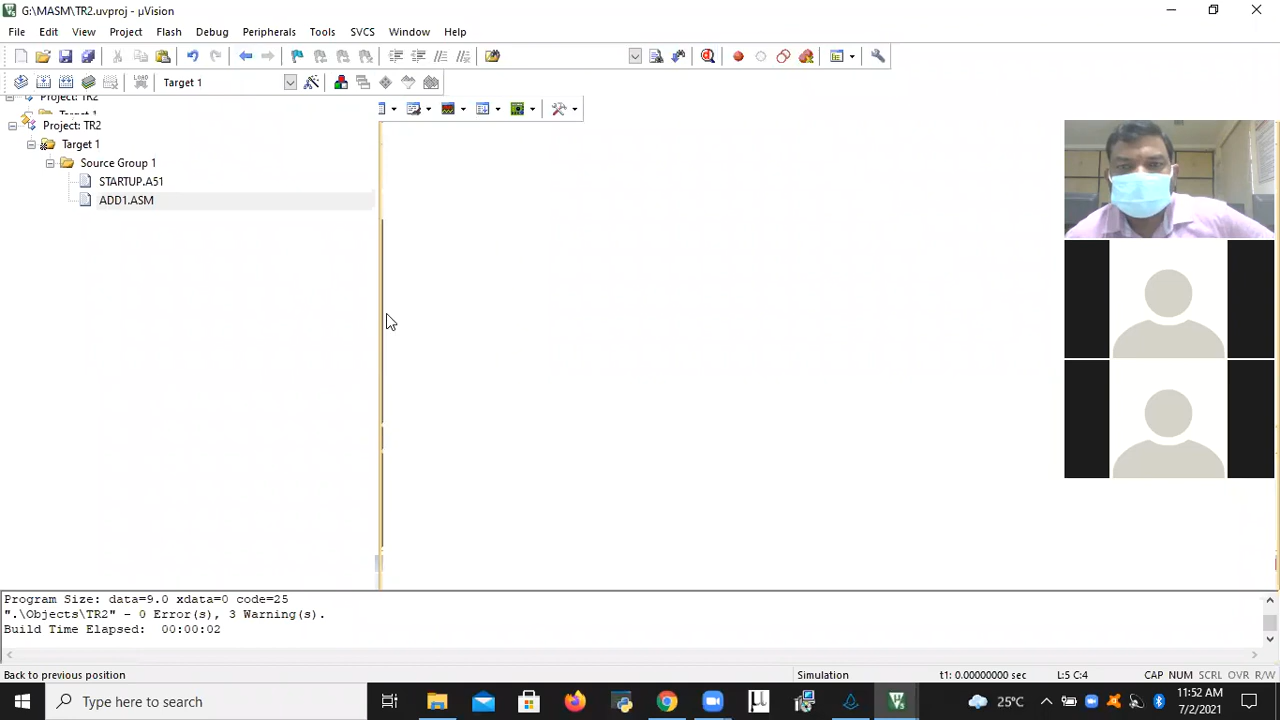 G:\MASM\TR2.uvproj - µVision
File Edit View Project Flash Debug Peripherals Tools SVCS Window Help
LOAD Target 1
Project: TR2
Target 1
Project: TR2
Target 1
Source Group 1
STARTUP.A51
ADD1.ASM
Program Size: data=9.0 xdata=0 code=25
".\Objects\TR2" - 0 Error(s), 3 Warning(s).
Build Time Elapsed: 00:00:02
Back to previous position Simulation t1: 0.00000000 sec L:5 C:4 CAP NUM SCRL OVR R/W
Type here to search µ 25°C 11:52 AM
7/2/2021